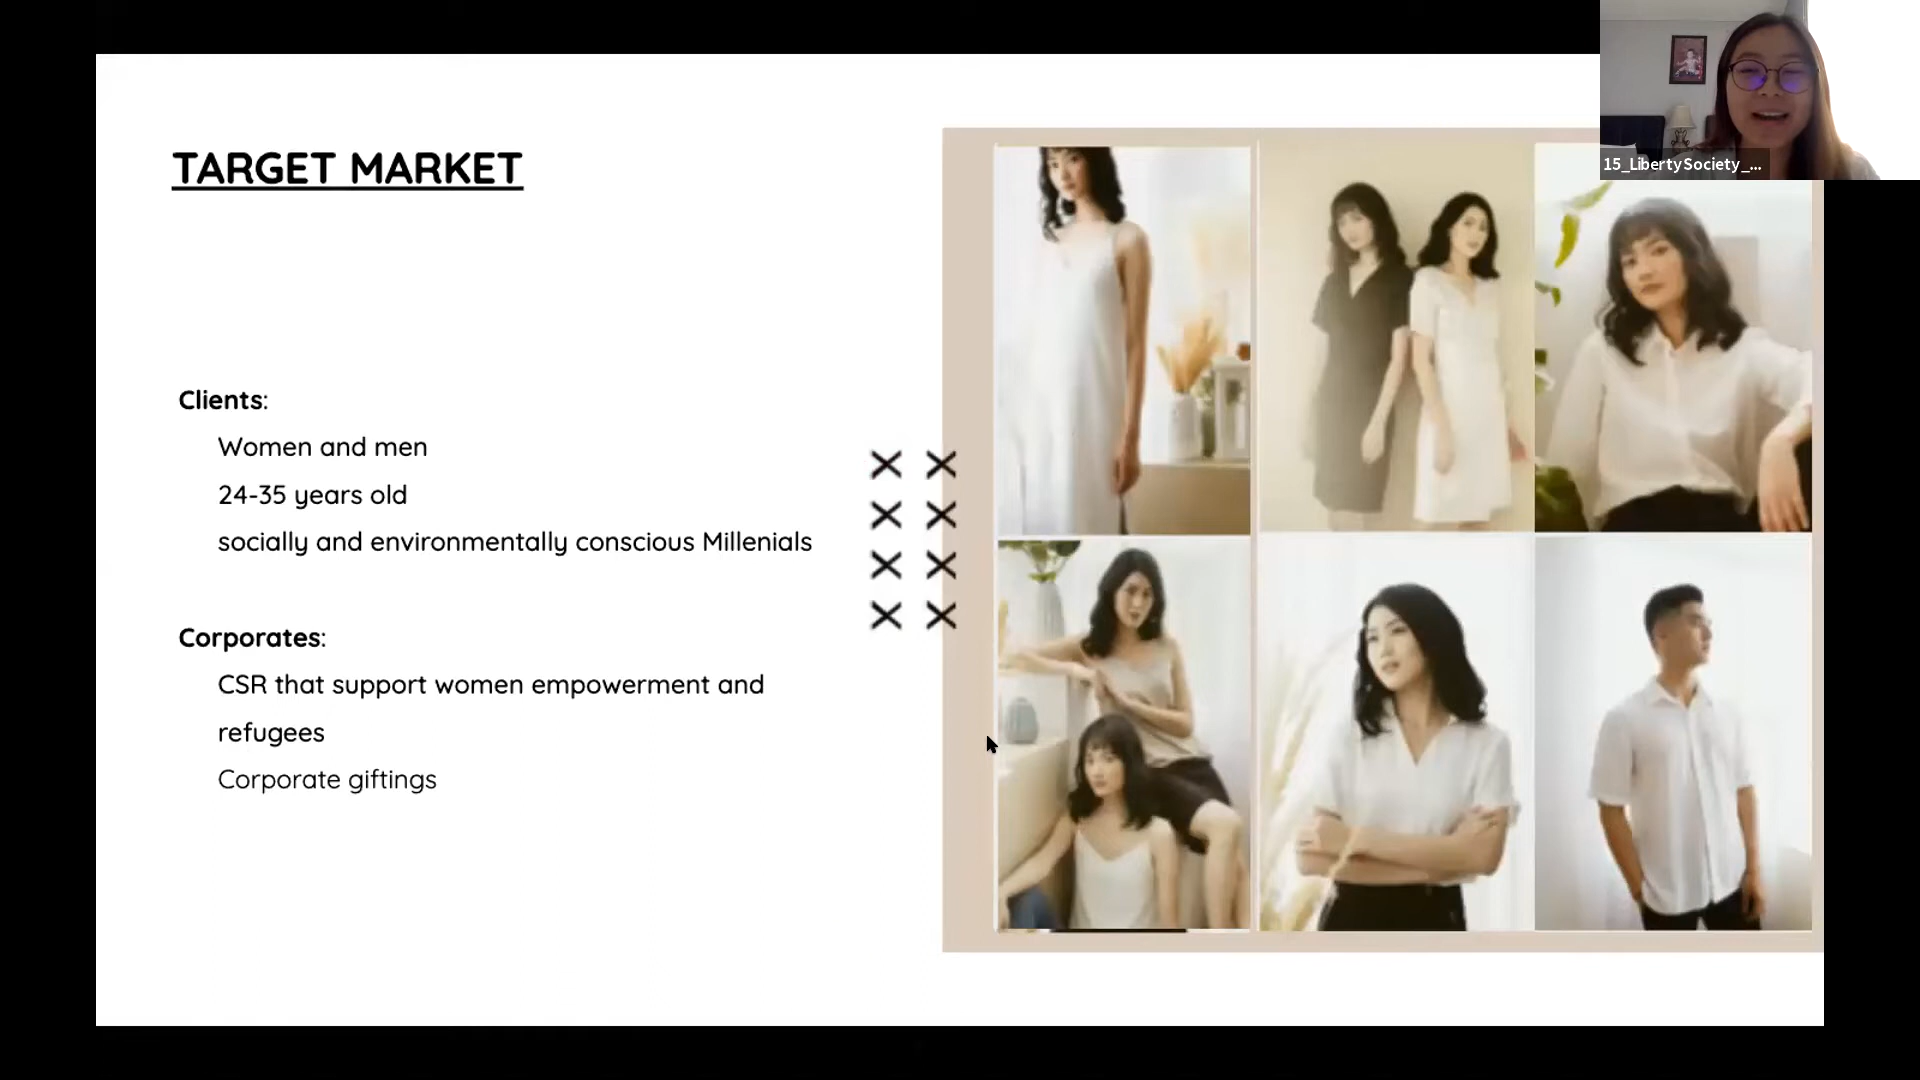 TARGET MARKET
Clients:
Women and men
24-35 years old
socially and environmentally conscious Millenials
Corporates:
CSR that support women empowerment and
refugees
Corporate giftings
15_LibertySociety_...